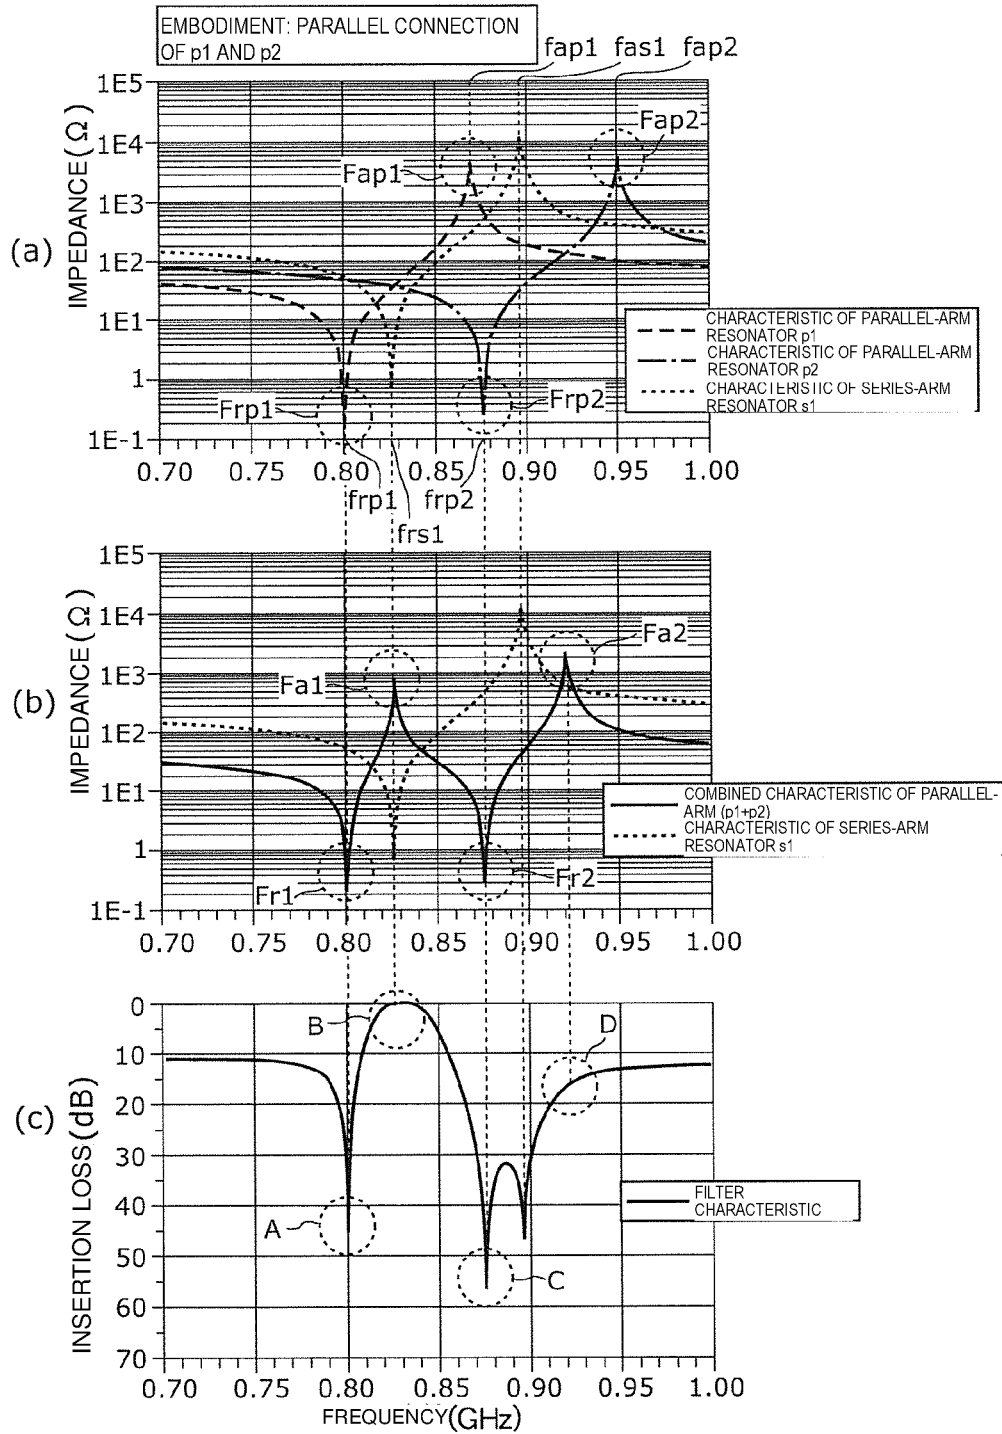 EMBODIMENT: PARALLEL CONNECTION
OF p1 AND p2
fap1 fas1 fap2
(a)
IMPEDANCE(Ω)
1E5
1E4
1E3
1E2
1E1
1
1E-1
Fap1
Fap2
Frp1
Frp2
CHARACTERISTIC OF PARALLEL-ARM
RESONATOR p1
CHARACTERISTIC OF PARALLEL-ARM
RESONATOR p2
CHARACTERISTIC OF SERIES-ARM
RESONATOR s1
0.70 0.80 0.85 0.90 0.95 1.00
frp1 frp2
frs1
(b)
IMPEDANCE(Ω)
1E5
1E4
1E3
1E2
1E1
1
1E-1
Fa1
Fa2
Fr1
Fr2
COMBINED CHARACTERISTIC OF PARALLEL-
ARM (p1+p2)
CHARACTERISTIC OF SERIES-ARM
RESONATOR s1
0.70 0.80 0.85 0.90 0.95 1.00
(c)
INSERTION LOSS(dB)
0
10
20
30
40
50
60
70
A
B
C
D
FILTER
CHARACTERISTIC
0.70 0.80 0.85 0.90 0.95 1.00
FREQUENCY(GHz)